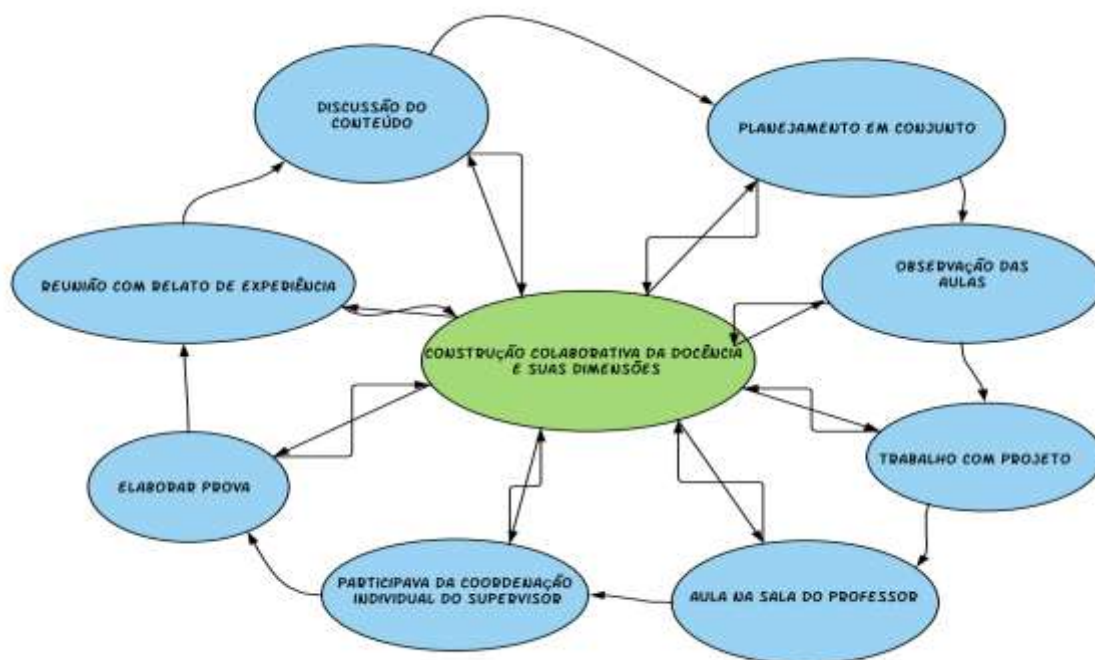 DISCUSSÃO DO
CONTEÚDO
PLANEJAMENTO EM CONJUNTO
OBSERVAÇÃO DAS
AULAS
REUNIÃO COM RELATO DE EXPERIÊNCIA
CONSTRUÇÃO COLABORATIVA DA DOCÊNCIA
E SUAS DIMENSÕES
TRABALHO COM PROJETO
ELABORAR PROVA
PARTICIPAVA DA COORDENAÇÃO
INDIVIDUAL DO SUPERVISOR
AULA NA SALA DO PROFESSOR